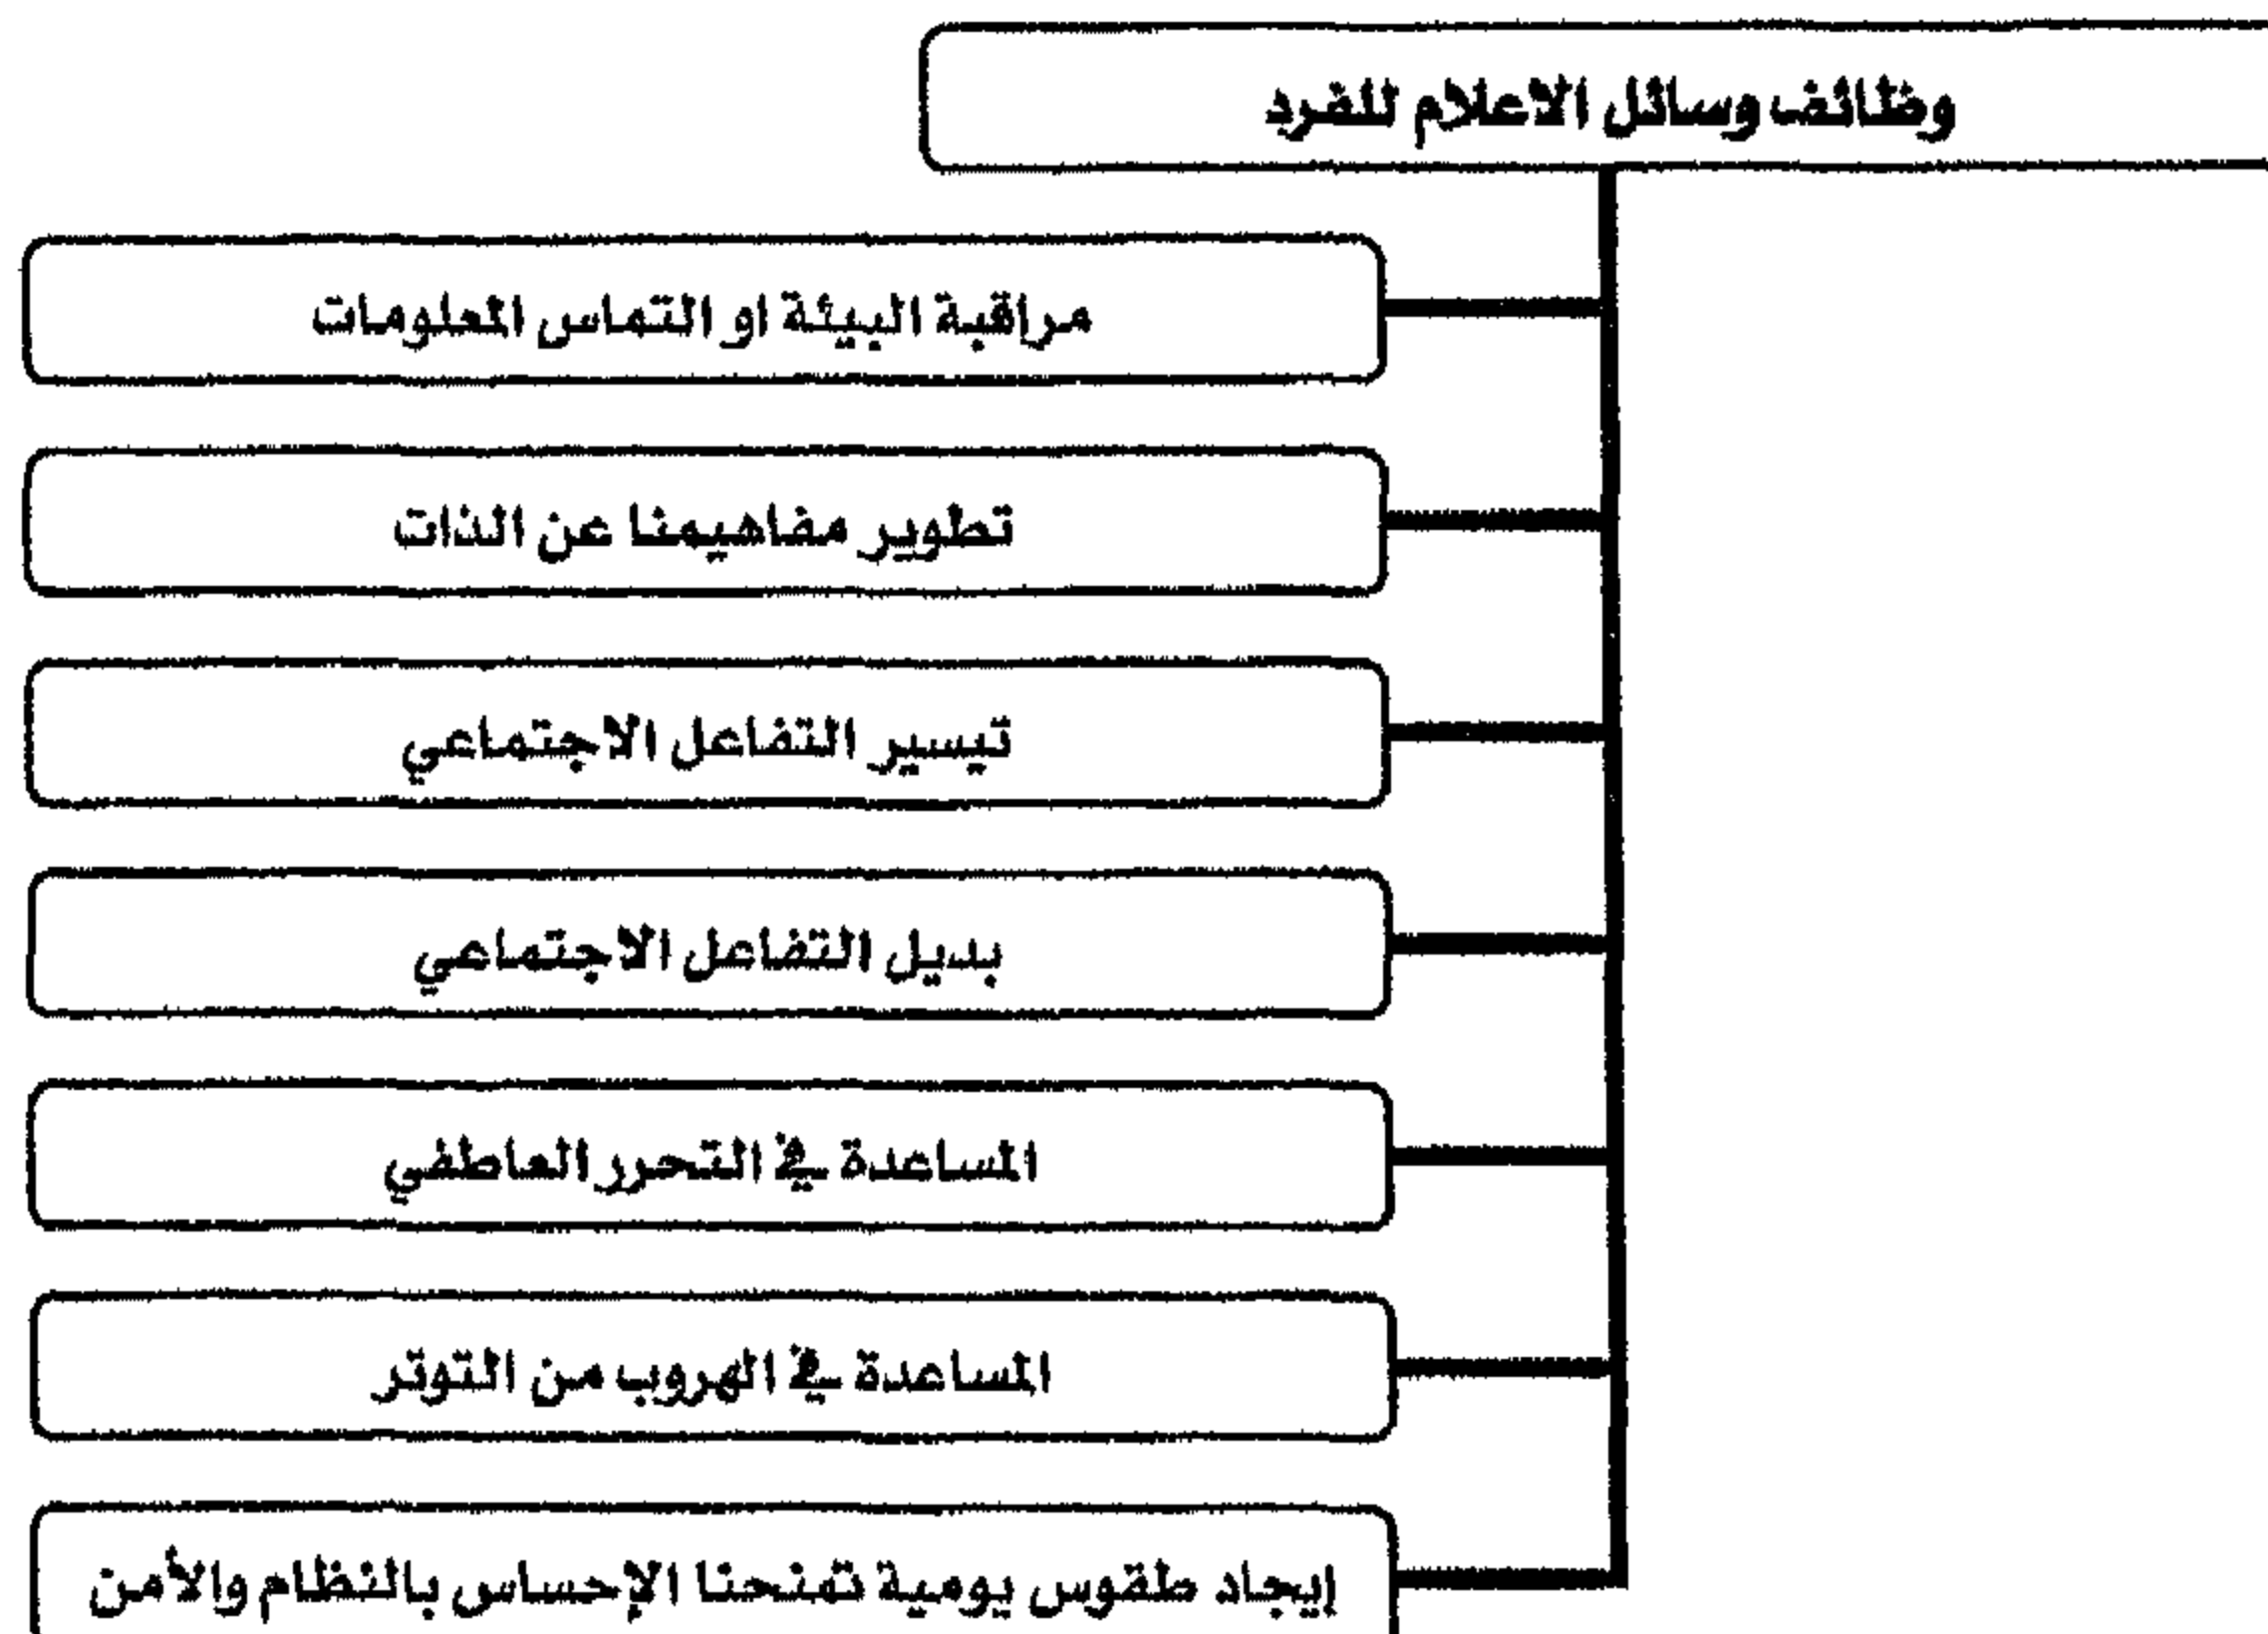 وظائف وسائل الاعلام للفرد
مراقبة البيئة او التماس المعلومات
تطوير مفاهيمنا عن الذات
تيسير التفاعل الاجتماعي
بديل التفاعل الاجتماعي
المساعدة في التحرر العاطفي
المساعدة في الهروب من التوتر
إيجاد طقوس يومية تمنحنا الإحساس بالنظام والأمن